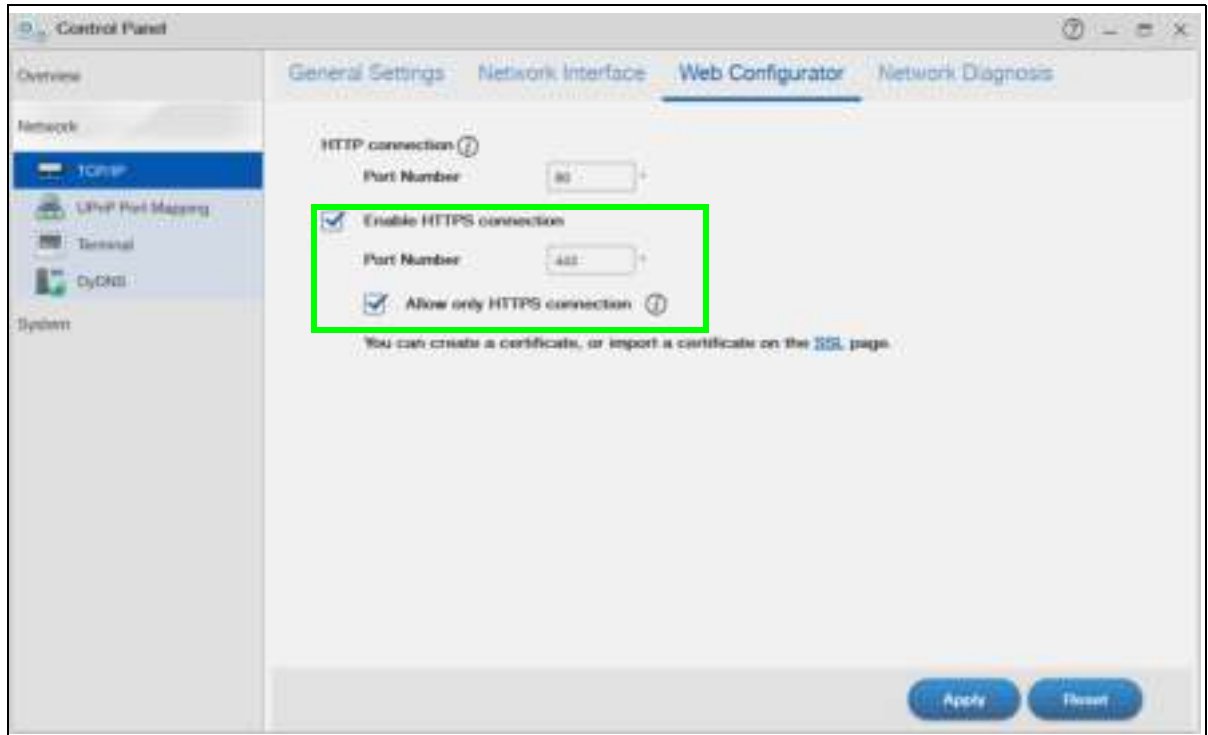 Control Panel
Overview
General Settings Network Interface Web Configurator Network Diagnosis
Network
HTTP connection
TCP/IP
Port Number 80 *
UPnP Port Mapping
Enable HTTPS connection
Terminal
Port Number 443 *
DyDNS
Allow only HTTPS connection
System
You can create a certificate, or import a certificate on the SSL page.
Apply Reset